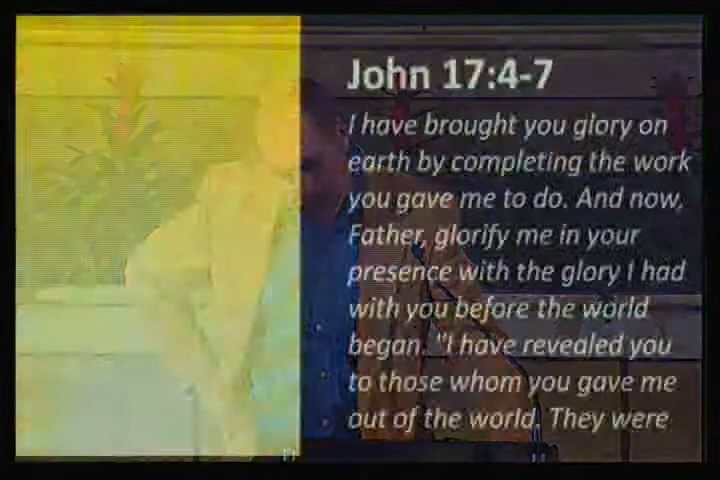 John 17:4-7
I have brought you glory on
earth by completing the work
you gave me to do. And now,
Father, glorify me in your
presence with the glory I had
with you before the world
began. "I have revealed you
to those whom you gave me
out of the world. They were